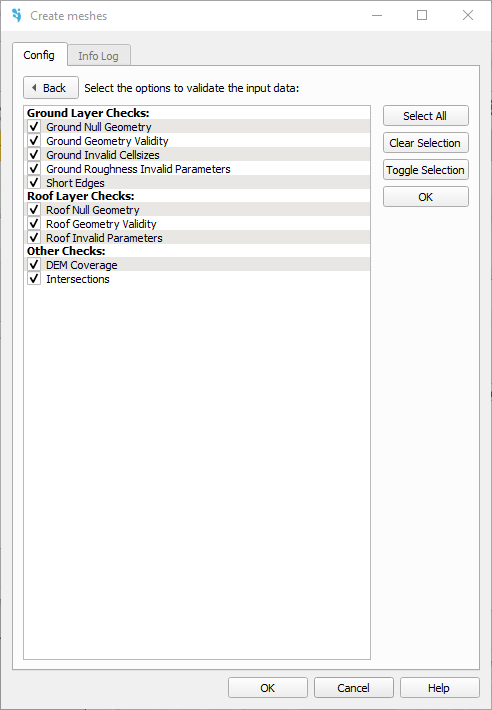 Create meshes
Config
Info Log
Back
Select the options to validate the input data:
Ground Layer Checks:
Ground Null Geometry
Ground Geometry Validity
Ground Invalid Cellsizes
Ground Roughness Invalid Parameters
Short Edges
Roof Layer Checks:
Roof Null Geometry
Roof Geometry Validity
Roof Invalid Parameters
Other Checks:
DEM Coverage
Intersections
Select All
Clear Selection
Toggle Selection
OK
OK
Cancel
Help